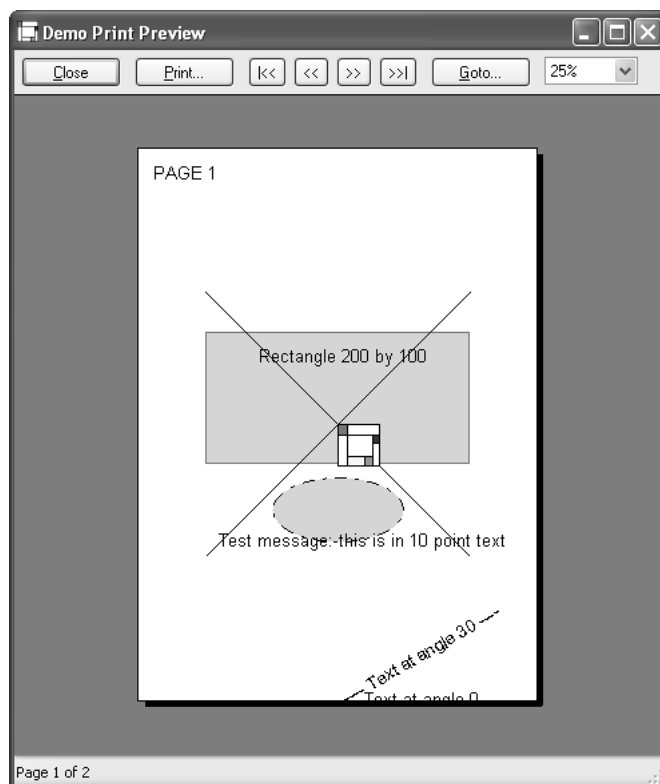 Demo Print Preview
Close Print... |<< << >> >>| Goto... 25%
PAGE 1
Rectangle 200 by 100
Test message:-this is in 10 point text
Text at angle 30
Text at angle 0
Page 1 of 2